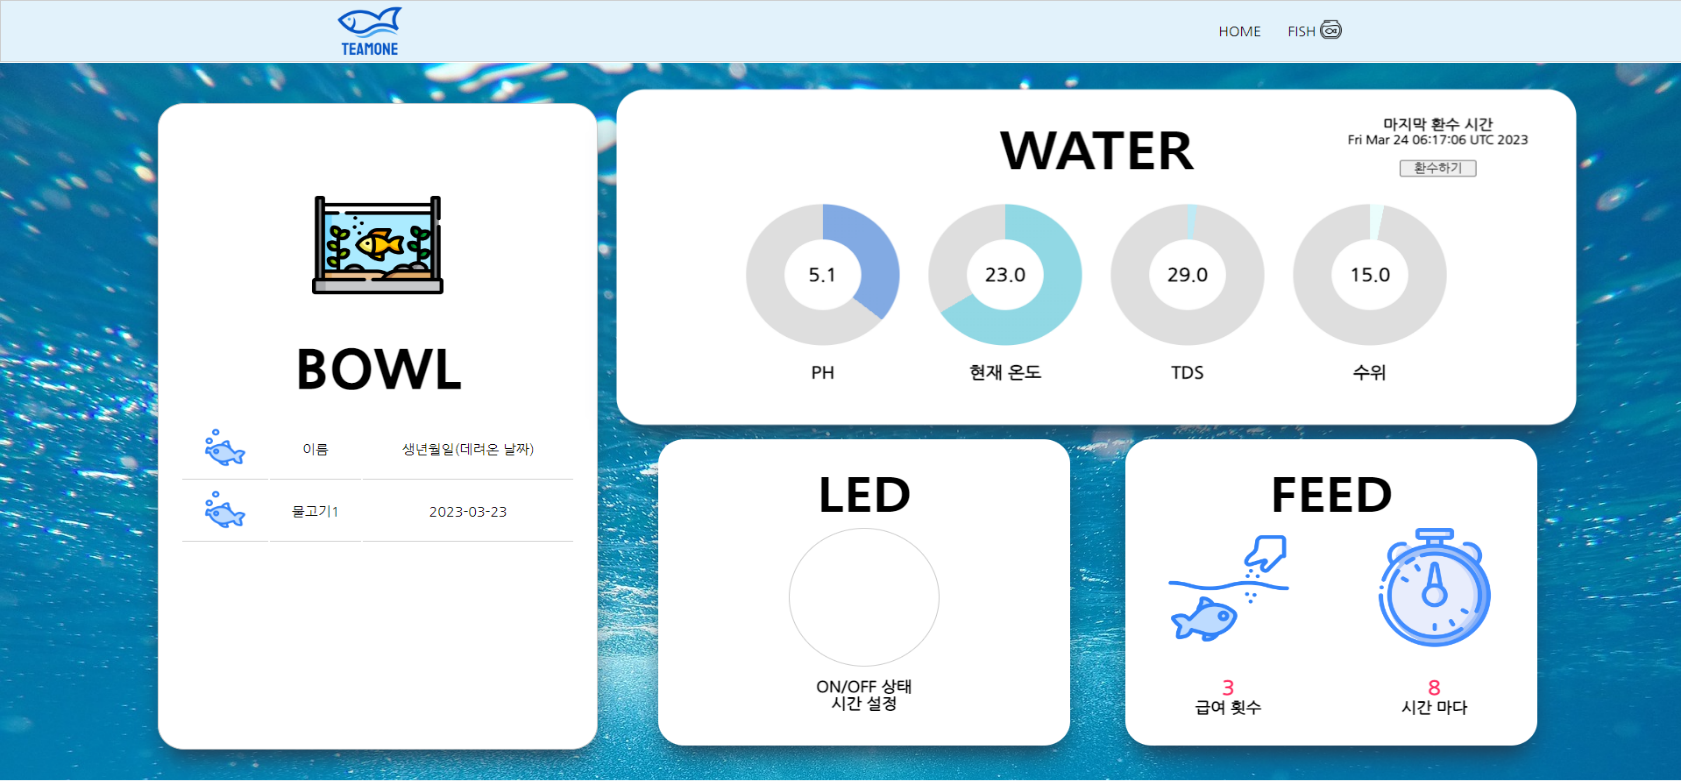 TEAMONE
HOME
FISH
BOWL
이름
생년월일(데려온 날짜)
물고기1
2023-03-23
WATER
마지막 환수 시간
Fri Mar 24 06:17:06 UTC 2023
환수하기
5.1
23.0
29.0
15.0
PH
현재 온도
TDS
수위
LED
ON/OFF 상태
시간 설정
FEED
3
급여 횟수
8
시간 마다